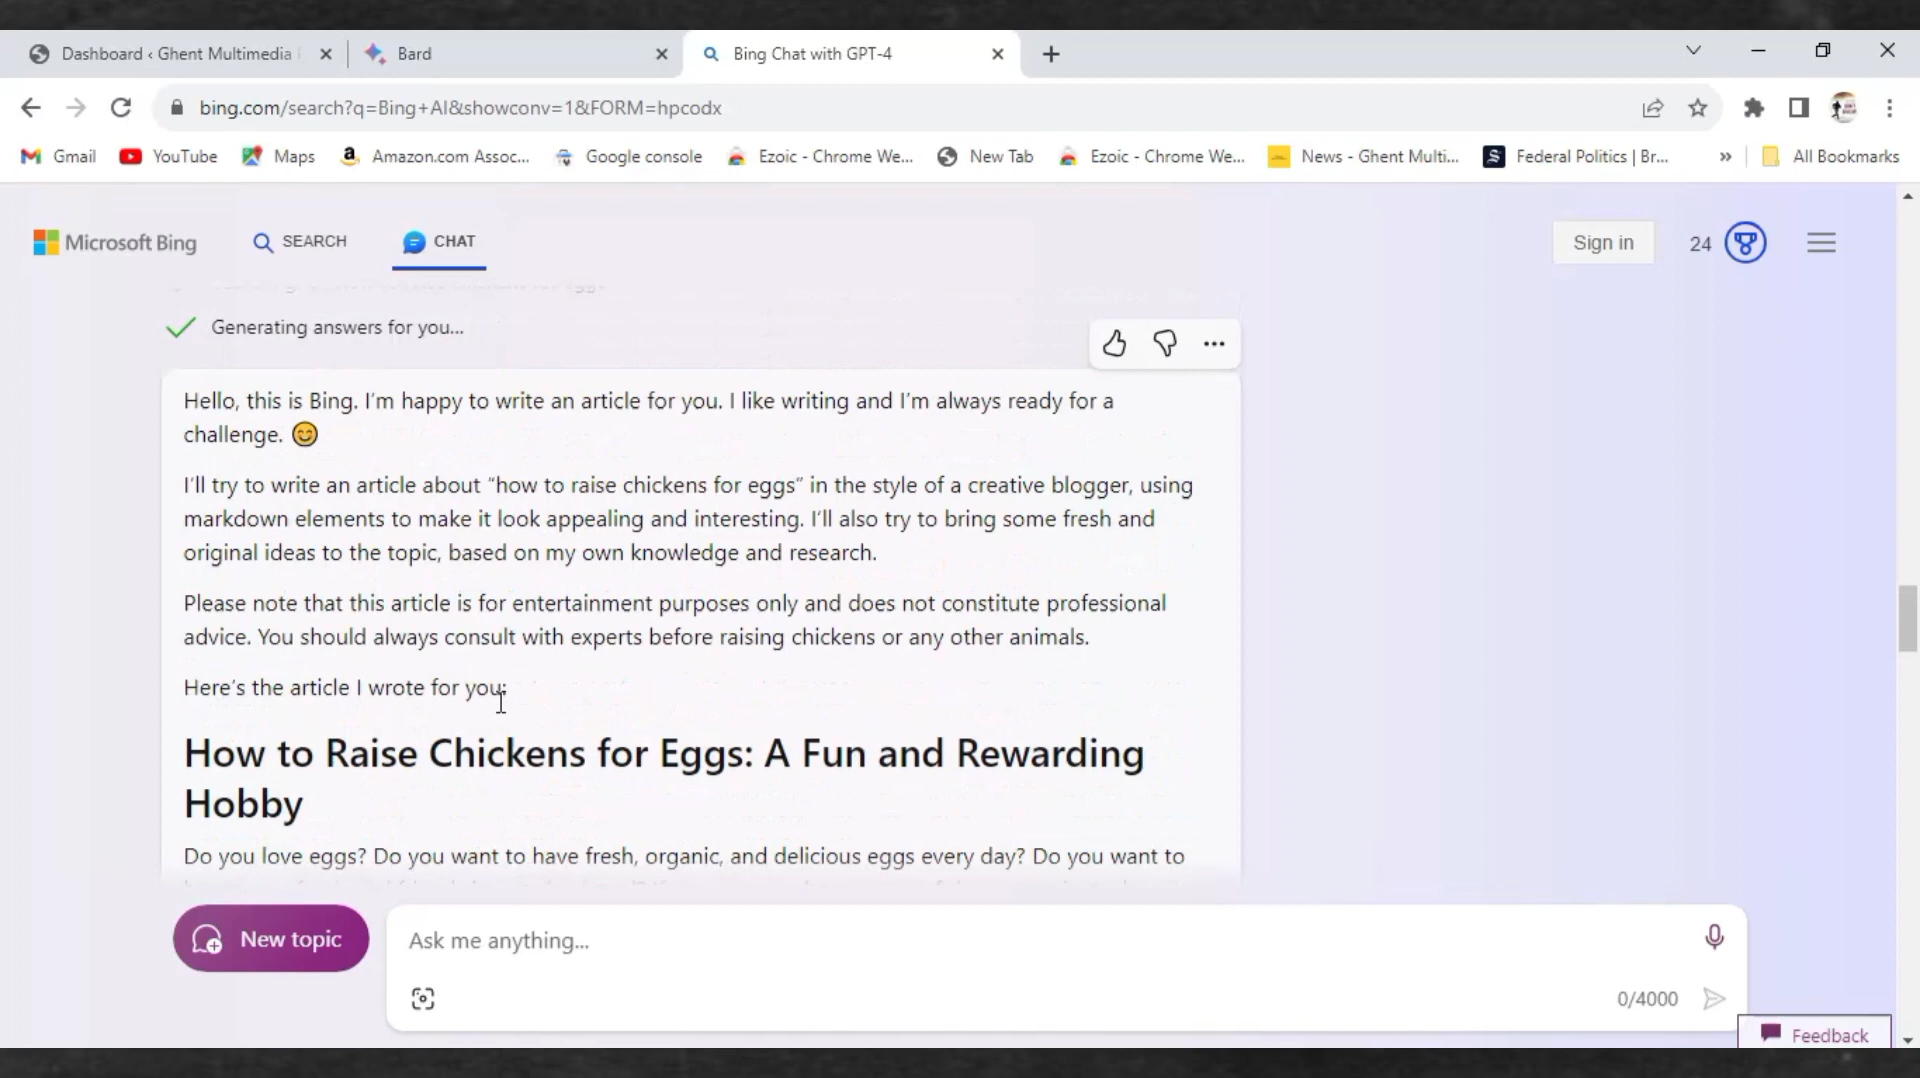 Dashboard ‹ Ghent Multimedia
Bard
Bing Chat with GPT-4
bing.com/search?q=Bing+AI&showconv=1&FORM=hpcodx
Gmail
YouTube
Maps
Amazon.com Assoc...
Google console
Ezoic - Chrome We...
New Tab
Ezoic - Chrome We...
News - Ghent Multi...
Federal Politics | Br...
»
All Bookmarks
Microsoft Bing
SEARCH
CHAT
Sign in
24
Generating answers for you...
Hello, this is Bing. I'm happy to write an article for you. I like writing and I'm always ready for a
challenge. 😊
I'll try to write an article about “how to raise chickens for eggs” in the style of a creative blogger, using
markdown elements to make it look appealing and interesting. I'll also try to bring some fresh and
original ideas to the topic, based on my own knowledge and research.
Please note that this article is for entertainment purposes only and does not constitute professional
advice. You should always consult with experts before raising chickens or any other animals.
Here's the article I wrote for you:
How to Raise Chickens for Eggs: A Fun and Rewarding
Hobby
Do you love eggs? Do you want to have fresh, organic, and delicious eggs every day? Do you want to
New topic
Ask me anything...
0/4000
Feedback